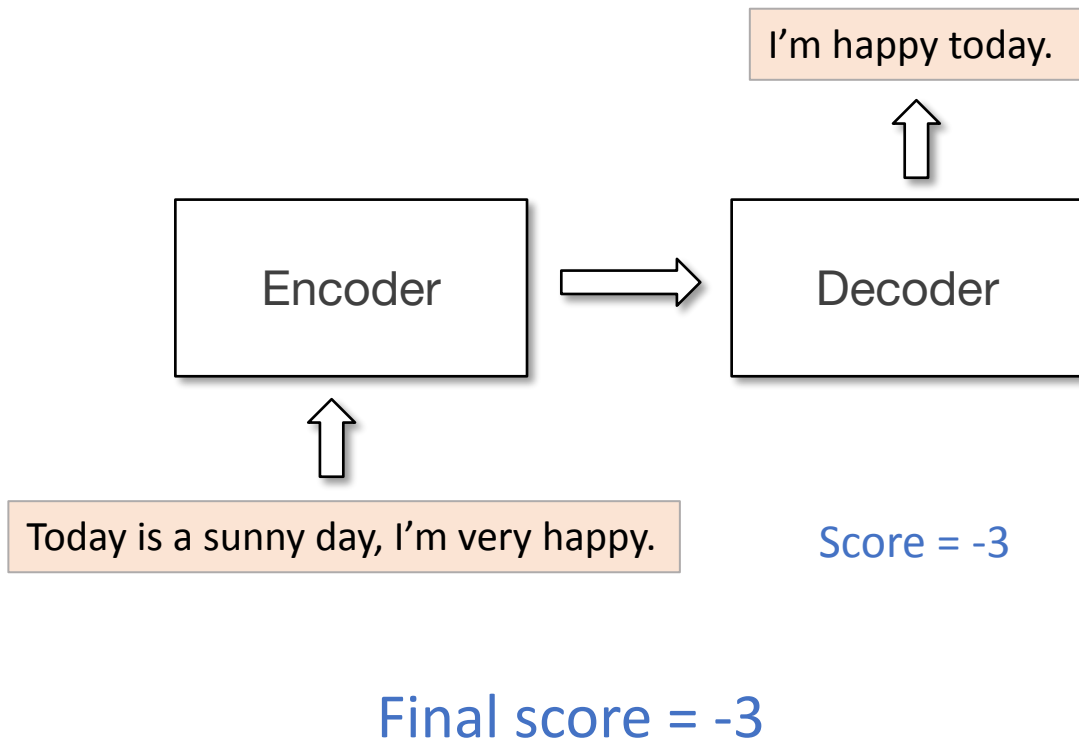 I’m happy today.
Encoder
Decoder
Today is a sunny day, I’m very happy.
Score = -3
Final score = -3